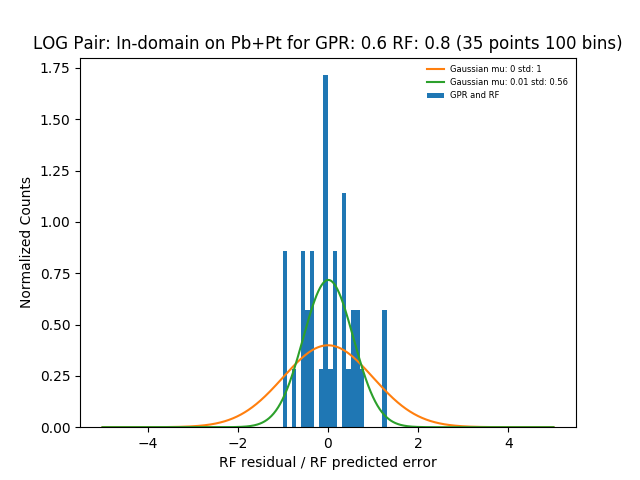 LOG Pair: In-domain on Pb+Pt for GPR: 0.6 RF: 0.8 (35 points 100 bins)
Gaussian mu: 0 std: 1
Gaussian mu: 0.01 std: 0.56
GPR and RF
Normalized Counts
1.75
1.50
1.25
1.00
0.75
0.50
0.25
0.00
−4 −2 0 2 4
RF residual / RF predicted error